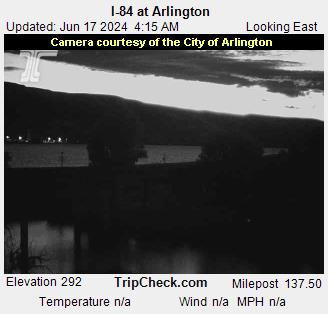 I-84 at Arlington
Updated: Jun 17 2024 4:15 AM Looking East
Camera courtesy of the City of Arlington
Elevation 292 TripCheck.com Milepost 137.50
Temperature n/a Wind n/a MPH n/a